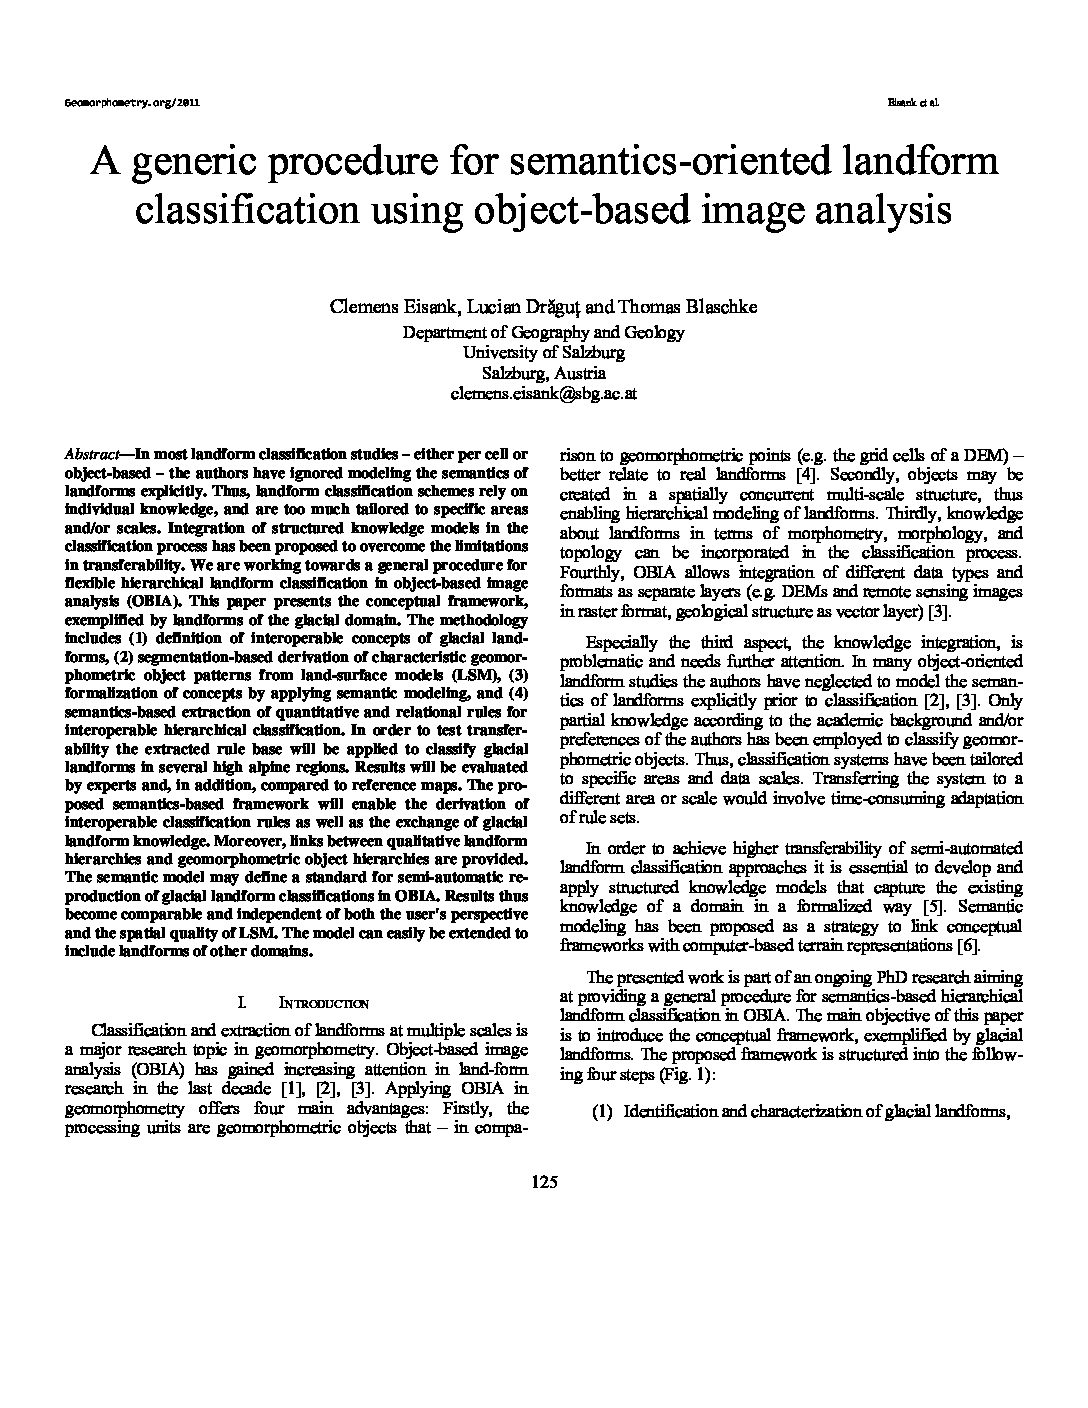 Geomorphometry.org/2011
Eisank et al.
A generic procedure for semantics-oriented landform
classification using object-based image analysis
Clemens Eisank, Lucian Drăguţ and Thomas Blaschke
Department of Geography and Geology
University of Salzburg
Salzburg, Austria
clemens.eisank@sbg.ac.at
Abstract—In most landform classification studies – either per cell or
object-based – the authors have ignored modeling the semantics of
landforms explicitly. Thus, landform classification schemes rely on
individual knowledge, and are too much tailored to specific areas
and/or scales. Integration of structured knowledge models in the
classification process has been proposed to overcome the limitations
in transferability. We are working towards a general procedure for
flexible hierarchical landform classification in object-based image
analysis (OBIA). This paper presents the conceptual framework,
exemplified by landforms of the glacial domain. The methodology
includes (1) definition of interoperable concepts of glacial land-
forms, (2) segmentation-based derivation of characteristic geomor-
phometric object patterns from land-surface models (LSM), (3)
formalization of concepts by applying semantic modeling, and (4)
semantics-based extraction of quantitative and relational rules for
interoperable hierarchical classification. In order to test transfer-
ability the extracted rule base will be applied to classify glacial
landforms in several high alpine regions. Results will be evaluated
by experts and, in addition, compared to reference maps. The pro-
posed semantics-based framework will enable the derivation of
interoperable classification rules as well as the exchange of glacial
landform knowledge. Moreover, links between qualitative landform
hierarchies and geomorphometric object hierarchies are provided.
The semantic model may define a standard for semi-automatic re-
production of glacial landform classifications in OBIA. Results thus
become comparable and independent of both the user's perspective
and the spatial quality of LSM. The model can easily be extended to
include landforms of other domains.
I. INTRODUCTION
Classification and extraction of landforms at multiple scales is
a major research topic in geomorphometry. Object-based image
analysis (OBIA) has gained increasing attention in land-form
research in the last decade [1], [2], [3]. Applying OBIA in
geomorphometry offers four main advantages: Firstly, the
processing units are geomorphometric objects that – in compa-
rison to geomorphometric points (e.g. the grid cells of a DEM) –
better relate to real landforms [4]. Secondly, objects may be
created in a spatially concurrent multi-scale structure, thus
enabling hierarchical modeling of landforms. Thirdly, knowledge
about landforms in terms of morphometry, morphology, and
topology can be incorporated in the classification process.
Fourthly, OBIA allows integration of different data types and
formats as separate layers (e.g. DEMs and remote sensing images
in raster format, geological structure as vector layer) [3].
Especially the third aspect, the knowledge integration, is
problematic and needs further attention. In many object-oriented
landform studies the authors have neglected to model the seman-
tics of landforms explicitly prior to classification [2], [3]. Only
partial knowledge according to the academic background and/or
preferences of the authors has been employed to classify geomor-
phometric objects. Thus, classification systems have been tailored
to specific areas and data scales. Transferring the system to a
different area or scale would involve time-consuming adaptation
of rule sets.
In order to achieve higher transferability of semi-automated
landform classification approaches it is essential to develop and
apply structured knowledge models that capture the existing
knowledge of a domain in a formalized way [5]. Semantic
modeling has been proposed as a strategy to link conceptual
frameworks with computer-based terrain representations [6].
The presented work is part of an ongoing PhD research aiming
at providing a general procedure for semantics-based hierarchical
landform classification in OBIA. The main objective of this paper
is to introduce the conceptual framework, exemplified by glacial
landforms. The proposed framework is structured into the follow-
ing four steps (Fig. 1):
(1) Identification and characterization of glacial landforms,
125